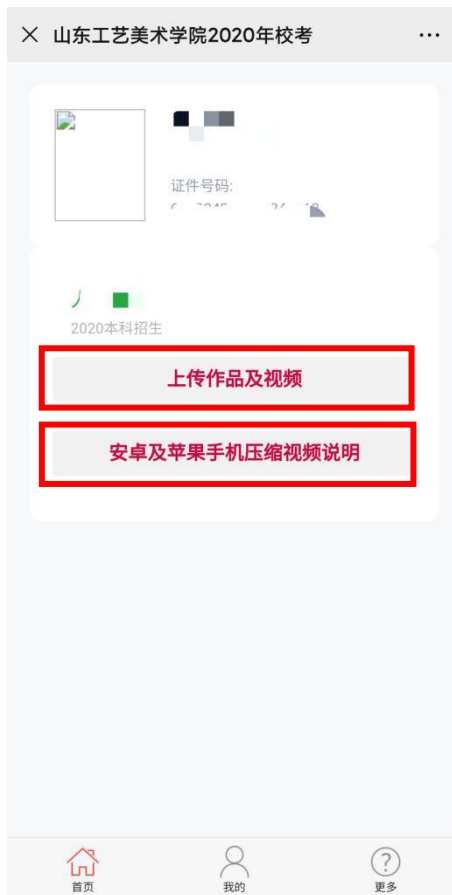 山东工艺美术学院2020年校考
证件号码:
2020本科招生
上传作品及视频
安卓及苹果手机压缩视频说明
首页
我的
更多